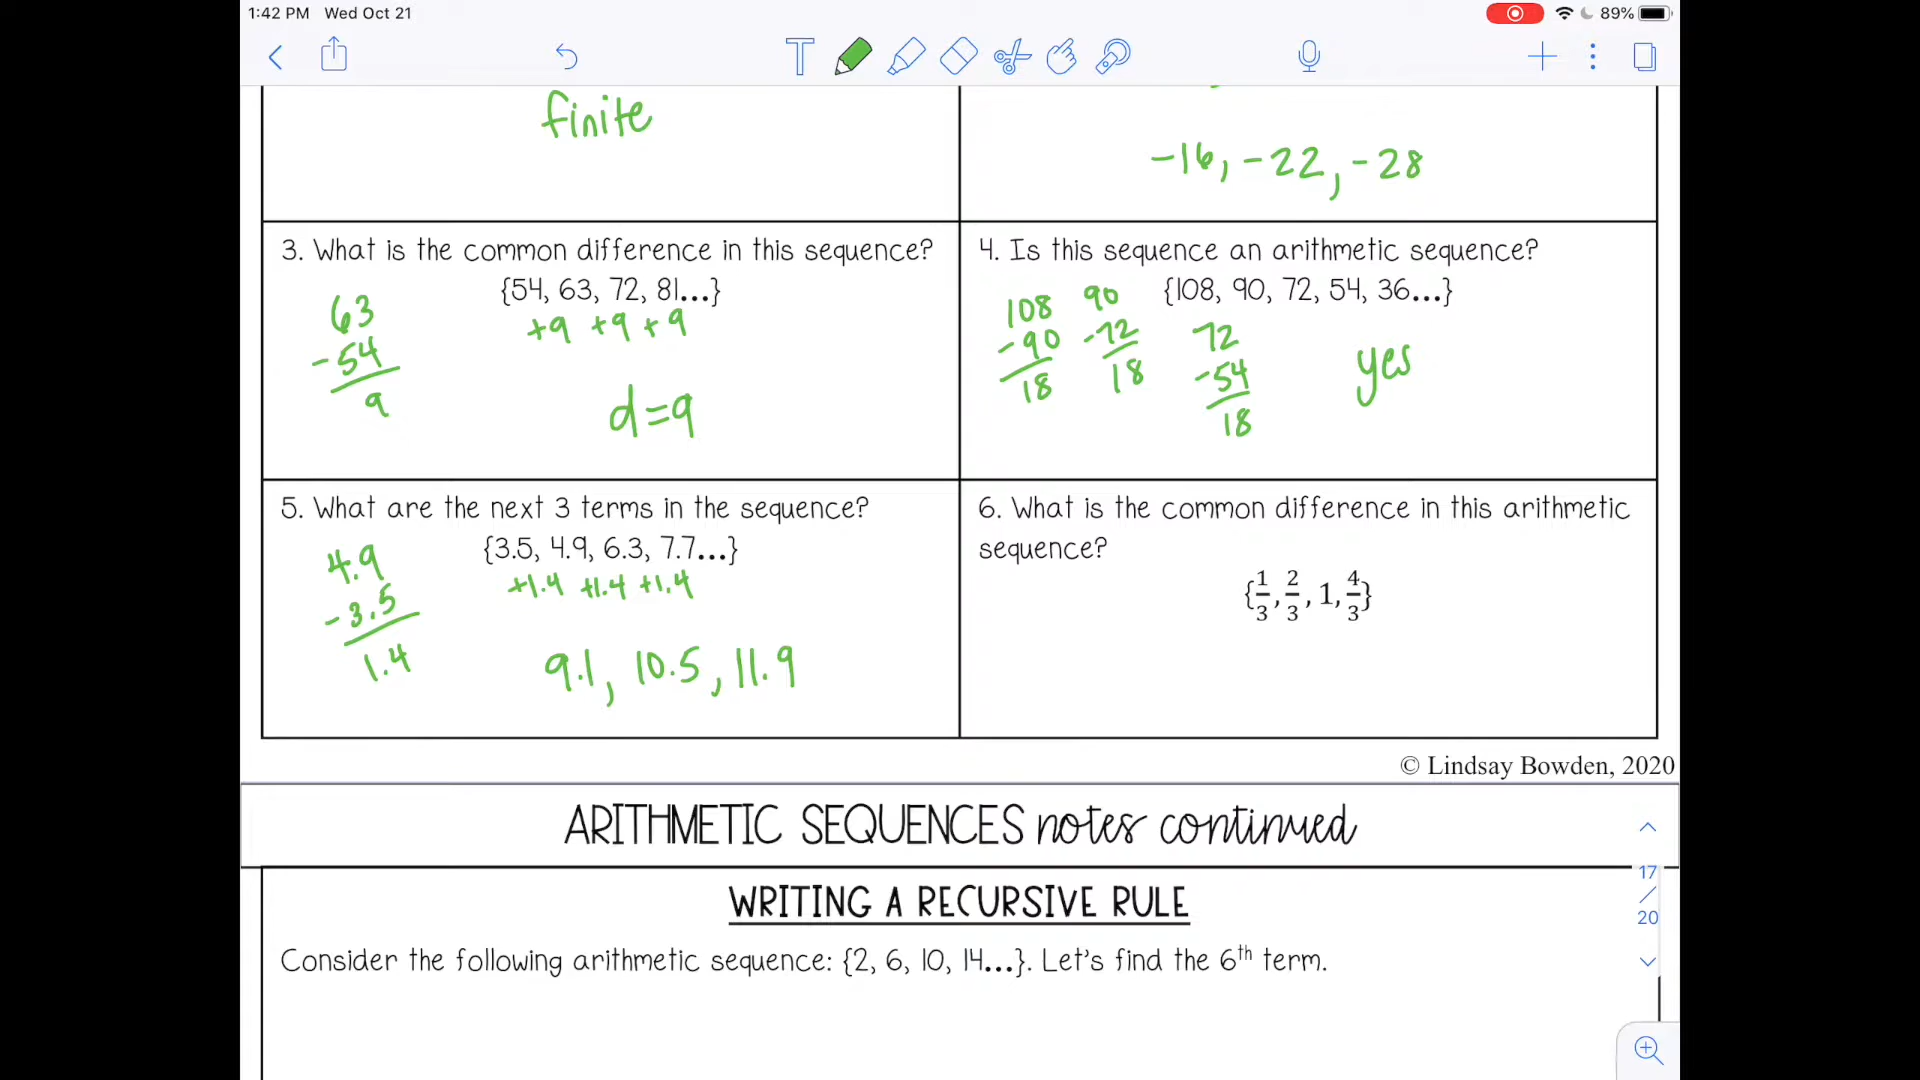 1:42 PM Wed Oct 21
89%
finite
-16, -22, -28
3. What is the common difference in this sequence?
{54, 63, 72, 81...}
+9 +9 +9
63
-54
9
d=9
4. Is this sequence an arithmetic sequence?
{108, 90, 72, 54, 36...}
108
-90
18
90
-72
18
72
-54
18
yes
5. What are the next 3 terms in the sequence?
{3.5, 4.9, 6.3, 7.7...}
+1.4 +1.4 +1.4
4.9
-3.5
1.4
9.1, 10.5, 11.9
6. What is the common difference in this arithmetic
sequence?
{1/3, 2/3, 1, 4/3}
© Lindsay Bowden, 2020
ARITHMETIC SEQUENCES notes continued
17
/
20
WRITING A RECURSIVE RULE
Consider the following arithmetic sequence: {2, 6, 10, 14...}. Let's find the 6th term.